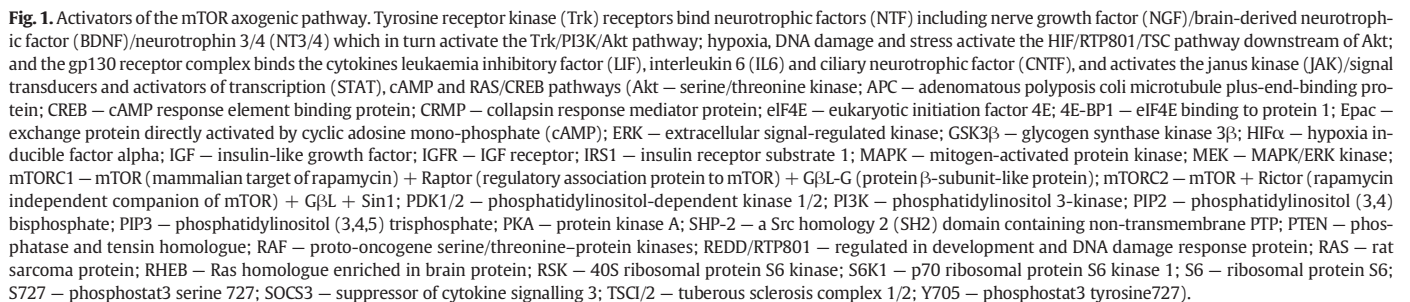 Fig. 1. Activators of the mTOR axogenic pathway. Tyrosine receptor kinase (Trk) receptors bind neurotrophic factors (NTF) including nerve growth factor (NGF)/brain-derived neurotroph-
ic factor (BDNF)/neurotrophin 3/4 (NT3/4) which in turn activate the Trk/PI3K/Akt pathway; hypoxia, DNA damage and stress activate the HIF/RTP801/TSC pathway downstream of Akt;
and the gp130 receptor complex binds the cytokines leukaemia inhibitory factor (LIF), interleukin 6 (IL6) and ciliary neurotrophic factor (CNTF), and activates the janus kinase (JAK)/signal
transducers and activators of transcription (STAT), cAMP and RAS/CREB pathways (Akt – serine/threonine kinase; APC – adenomatous polyposis coli microtubule plus-end-binding pro-
tein; CREB – cAMP response element binding protein; CRMP – collapsin response mediator protein; eIF4E – eukaryotic initiation factor 4E; 4E-BP1 – eIF4E binding to protein 1; Epac –
exchange protein directly activated by cyclic adosine mono-phosphate (cAMP); ERK – extracellular signal-regulated kinase; GSK3β – glycogen synthase kinase 3β; HIFα – hypoxia in-
ducible factor alpha; IGF – insulin-like growth factor; IGFR – IGF receptor; IRS1 – insulin receptor substrate 1; MAPK – mitogen-activated protein kinase; MEK – MAPK/ERK kinase;
mTORC1 – mTOR (mammalian target of rapamycin) + Raptor (regulatory association protein to mTOR) + GβL-G (protein β-subunit-like protein); mTORC2 – mTOR + Rictor (rapamycin
independent companion of mTOR) + GβL + Sin1; PDK1/2 – phosphatidylinositol-dependent kinase 1/2; PI3K – phosphatidylinositol 3-kinase; PIP2 – phosphatidylinositol (3,4)
bisphosphate; PIP3 – phosphatidylinositol (3,4,5) trisphosphate; PKA – protein kinase A; SHP-2 – a Src homology 2 (SH2) domain containing non-transmembrane PTP; PTEN – phos-
phatase and tensin homologue; RAF – proto-oncogene serine/threonine–protein kinases; REDD/RTP801 – regulated in development and DNA damage response protein; RAS – rat
sarcoma protein; RHEB – Ras homologue enriched in brain protein; RSK – 40S ribosomal protein S6 kinase; S6K1 – p70 ribosomal protein S6 kinase 1; S6 – ribosomal protein S6;
S727 – phosphostat3 serine 727; SOCS3 – suppressor of cytokine signalling 3; TSCI/2 – tuberous sclerosis complex 1/2; Y705 – phosphostat3 tyrosine727).